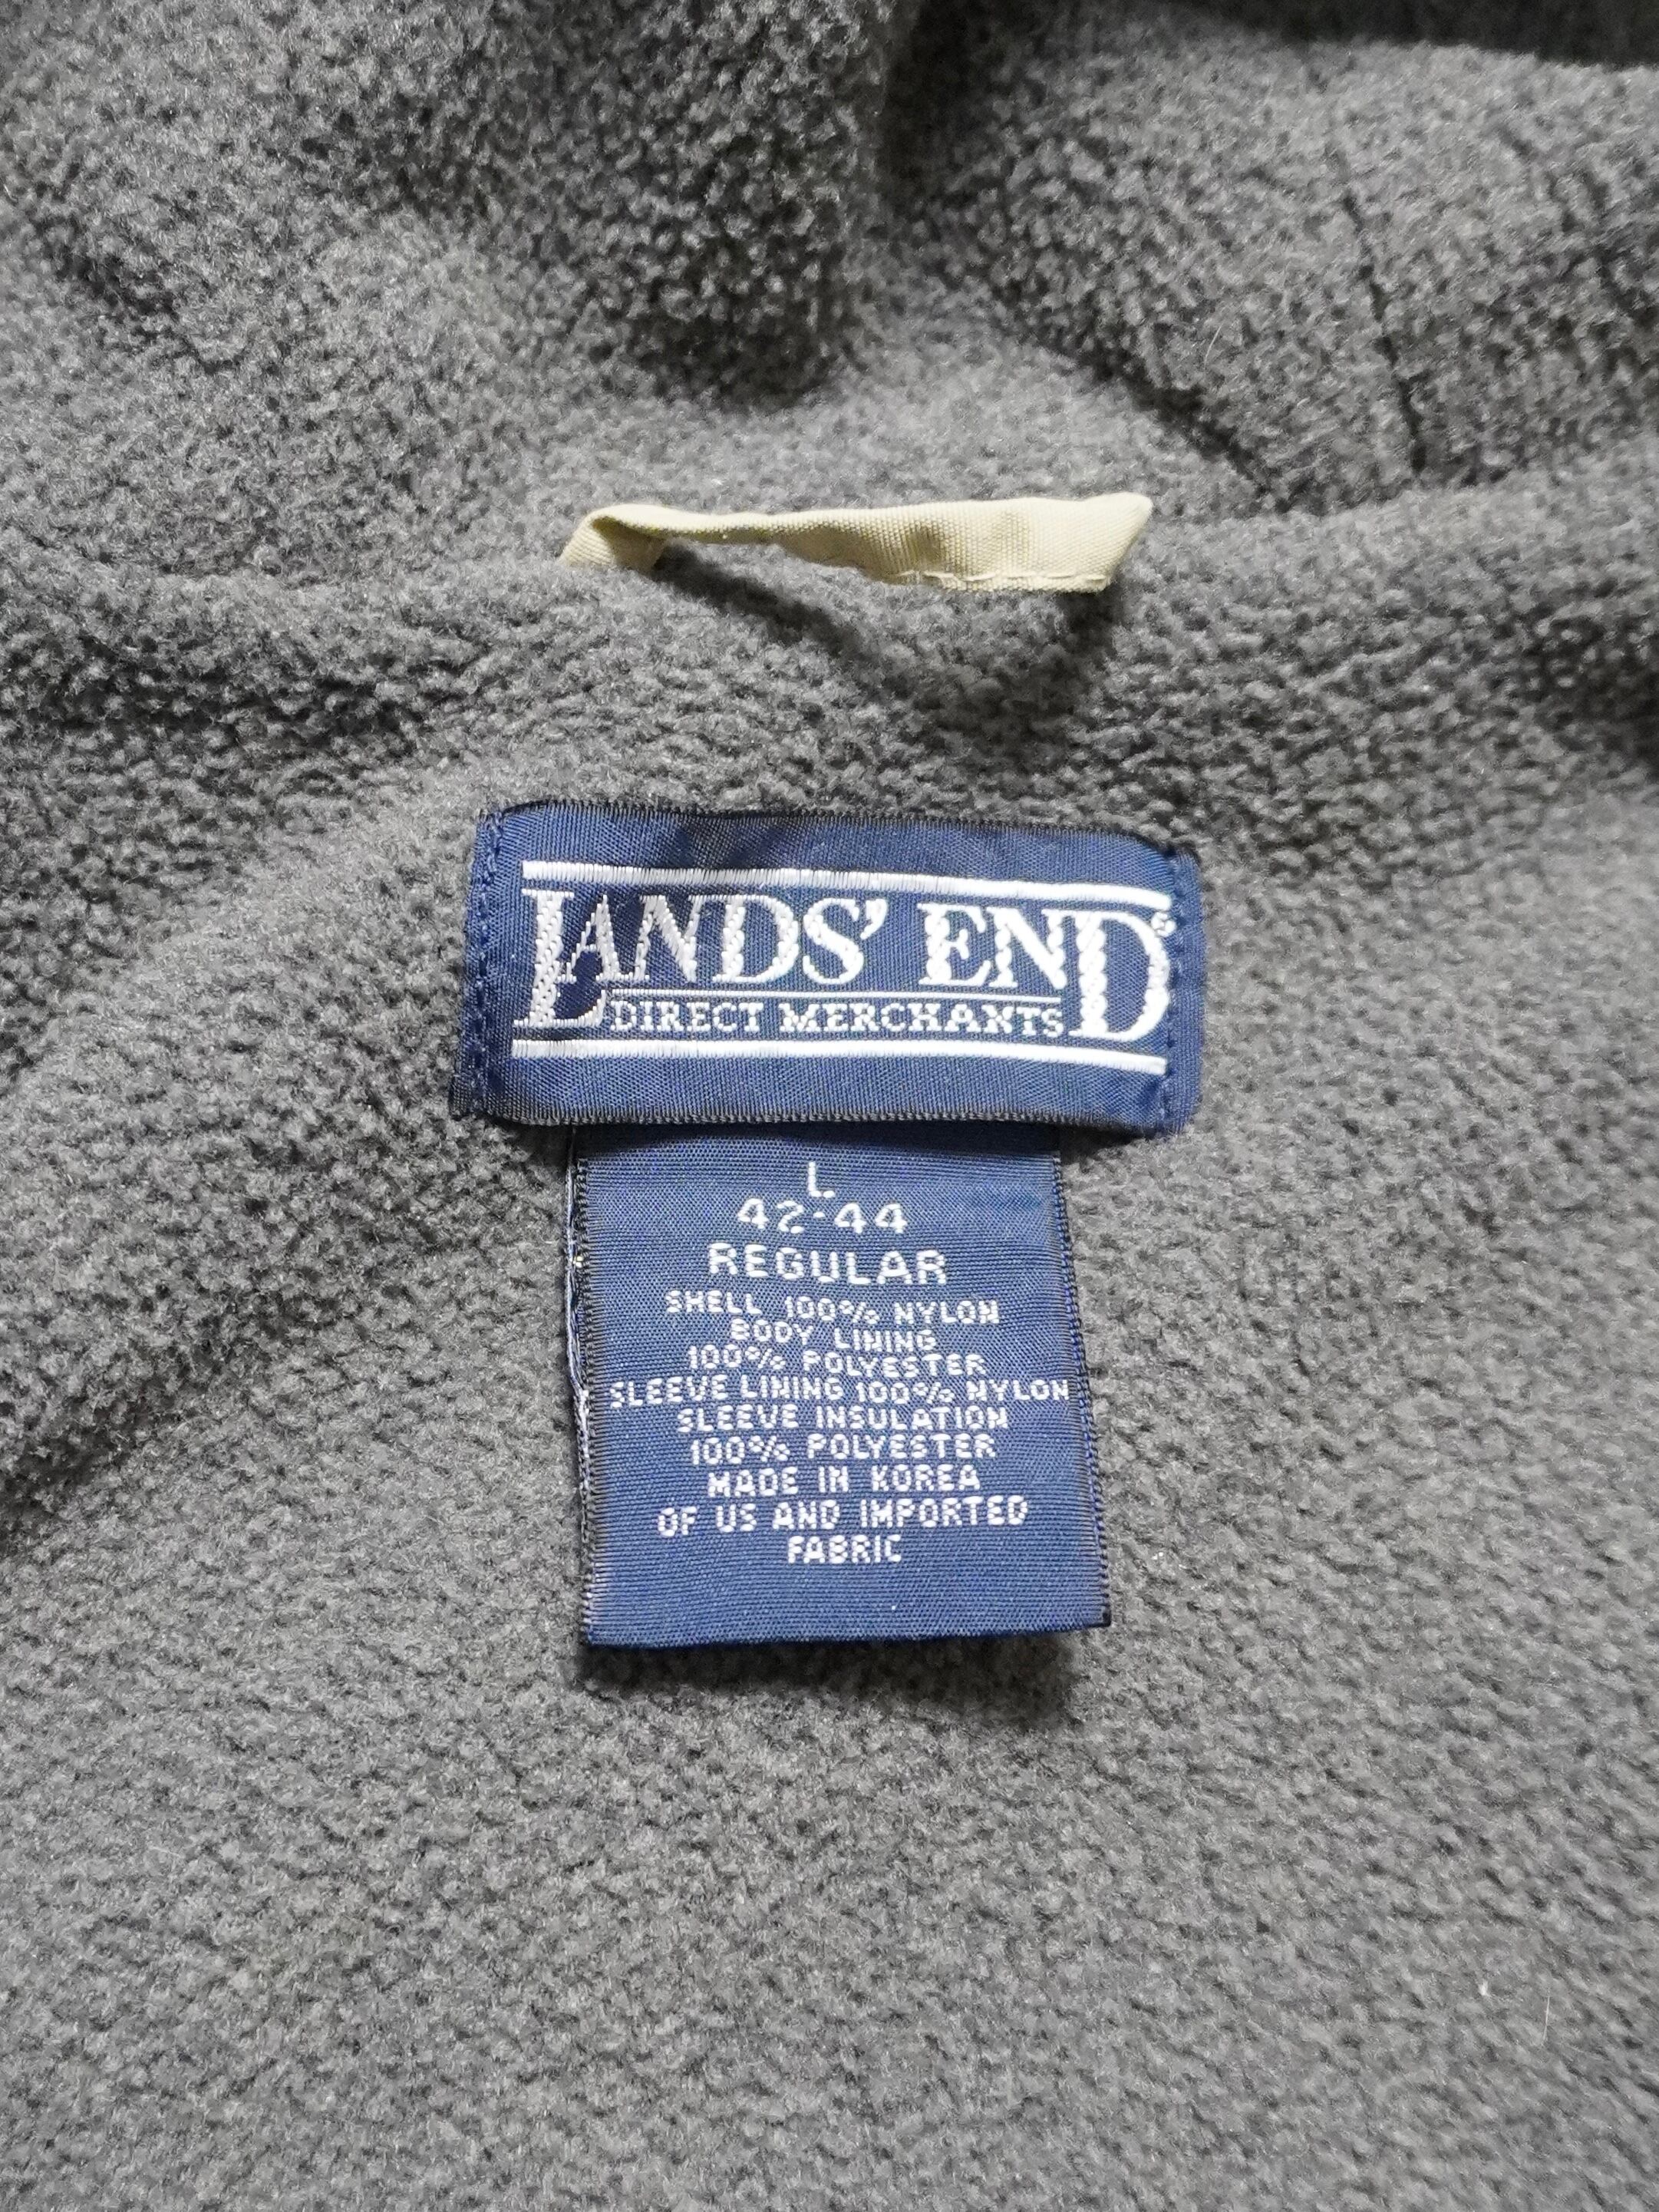 LANDS' END®
DIRECT MERCHANTS
L
42-44
REGULAR
SHELL 100% NYLON
BODY LINING
100% POLYESTER
SLEEVE LINING 100% NYLON
SLEEVE INSULATION
100% POLYESTER
MADE IN KOREA
OF US AND IMPORTED
FABRIC